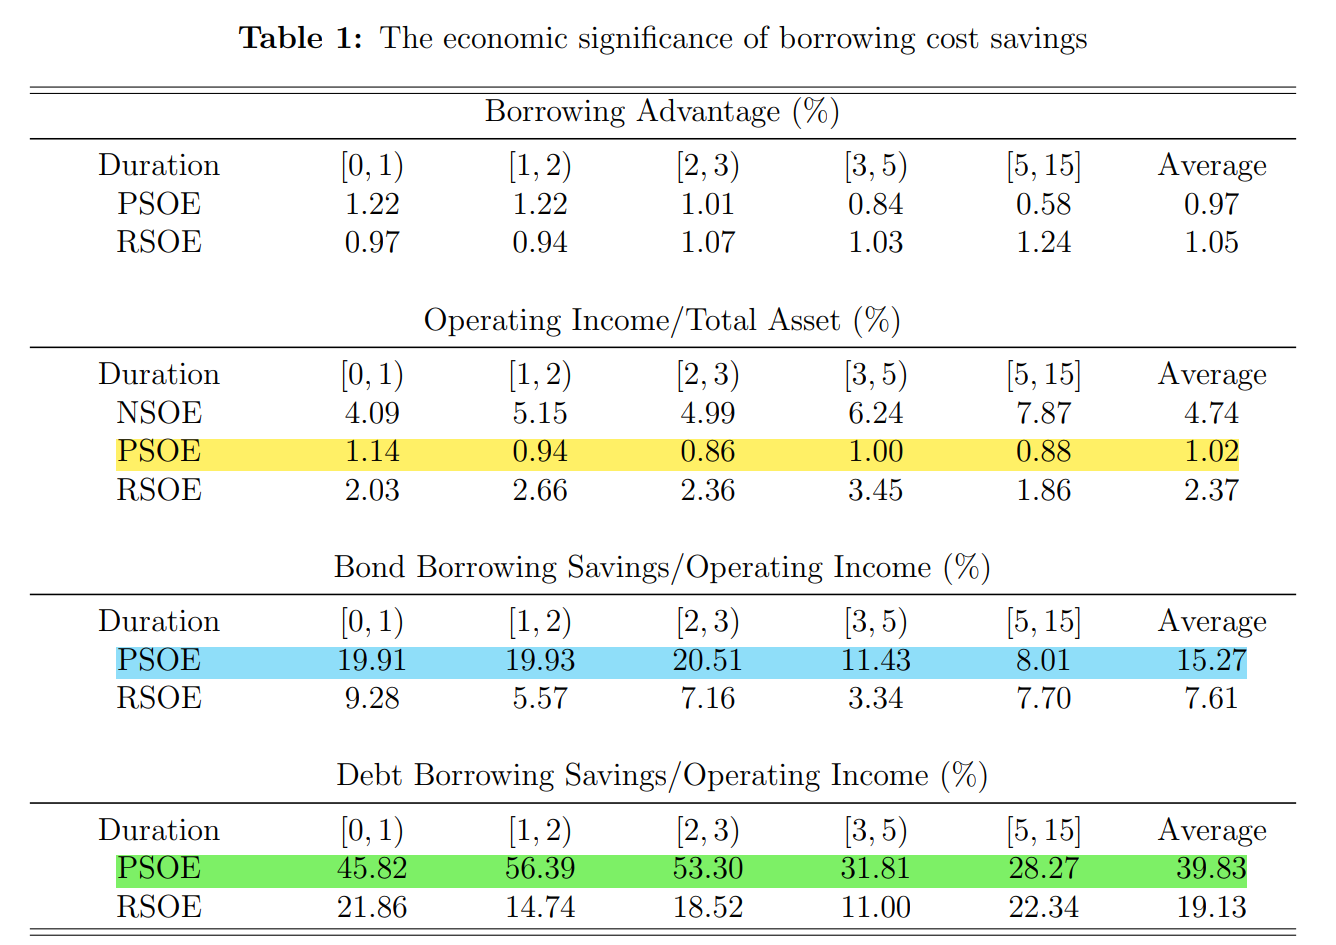 Table 1: The economic significance of borrowing cost savings
Borrowing Advantage (%)
Duration [0, 1) [1, 2) [2, 3) [3, 5) [5, 15] Average
PSOE 1.22 1.22 1.01 0.84 0.58 0.97
RSOE 0.97 0.94 1.07 1.03 1.24 1.05
Operating Income/Total Asset (%)
Duration [0, 1) [1, 2) [2, 3) [3, 5) [5, 15] Average
NSOE 4.09 5.15 4.99 6.24 7.87 4.74
PSOE 1.14 0.94 0.86 1.00 0.88 1.02
RSOE 2.03 2.66 2.36 3.45 1.86 2.37
Bond Borrowing Savings/Operating Income (%)
Duration [0, 1) [1, 2) [2, 3) [3, 5) [5, 15] Average
PSOE 19.91 19.93 20.51 11.43 8.01 15.27
RSOE 9.28 5.57 7.16 3.34 7.70 7.61
Debt Borrowing Savings/Operating Income (%)
Duration [0, 1) [1, 2) [2, 3) [3, 5) [5, 15] Average
PSOE 45.82 56.39 53.30 31.81 28.27 39.83
RSOE 21.86 14.74 18.52 11.00 22.34 19.13